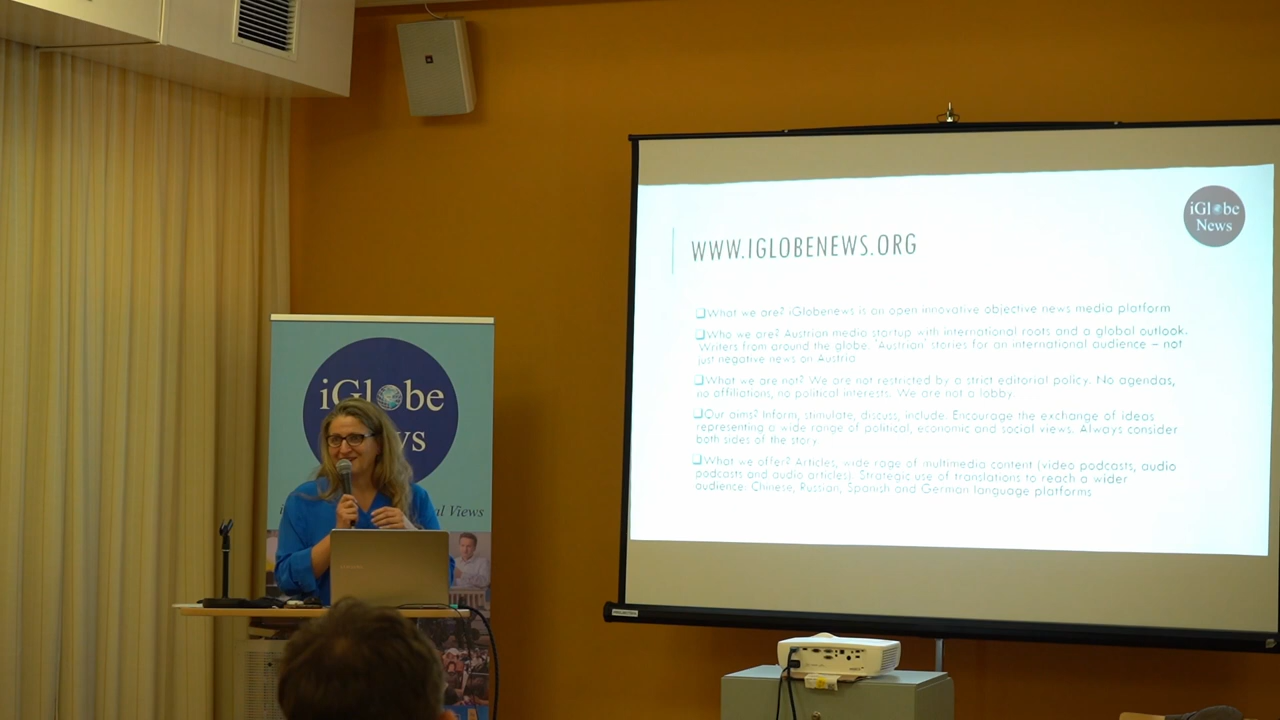 iGlobe
News
WWW.IGLOBENEWS.ORG
What we are? iGlobenews is an open innovative objective news media platform
Who we are? Austrian media startup with international roots and a global outlook.
Writers from around the globe. 'Austrian' stories for an international audience – not
just negative news on Austria
What we are not? We are not restricted by a strict editorial policy. No agendas,
no affiliations, no political interests. We are not a lobby.
Our aims? Inform, stimulate, discuss, include. Encourage the exchange of ideas
representing a wide range of political, economic and social views. Always consider
both sides of the story.
What we offer? Articles, wide rage of multimedia content (video podcasts, audio
podcasts and audio articles). Strategic use of translations to reach a wider
audience: Chinese, Russian, Spanish and German language platforms
iGlobe
ws
al Views